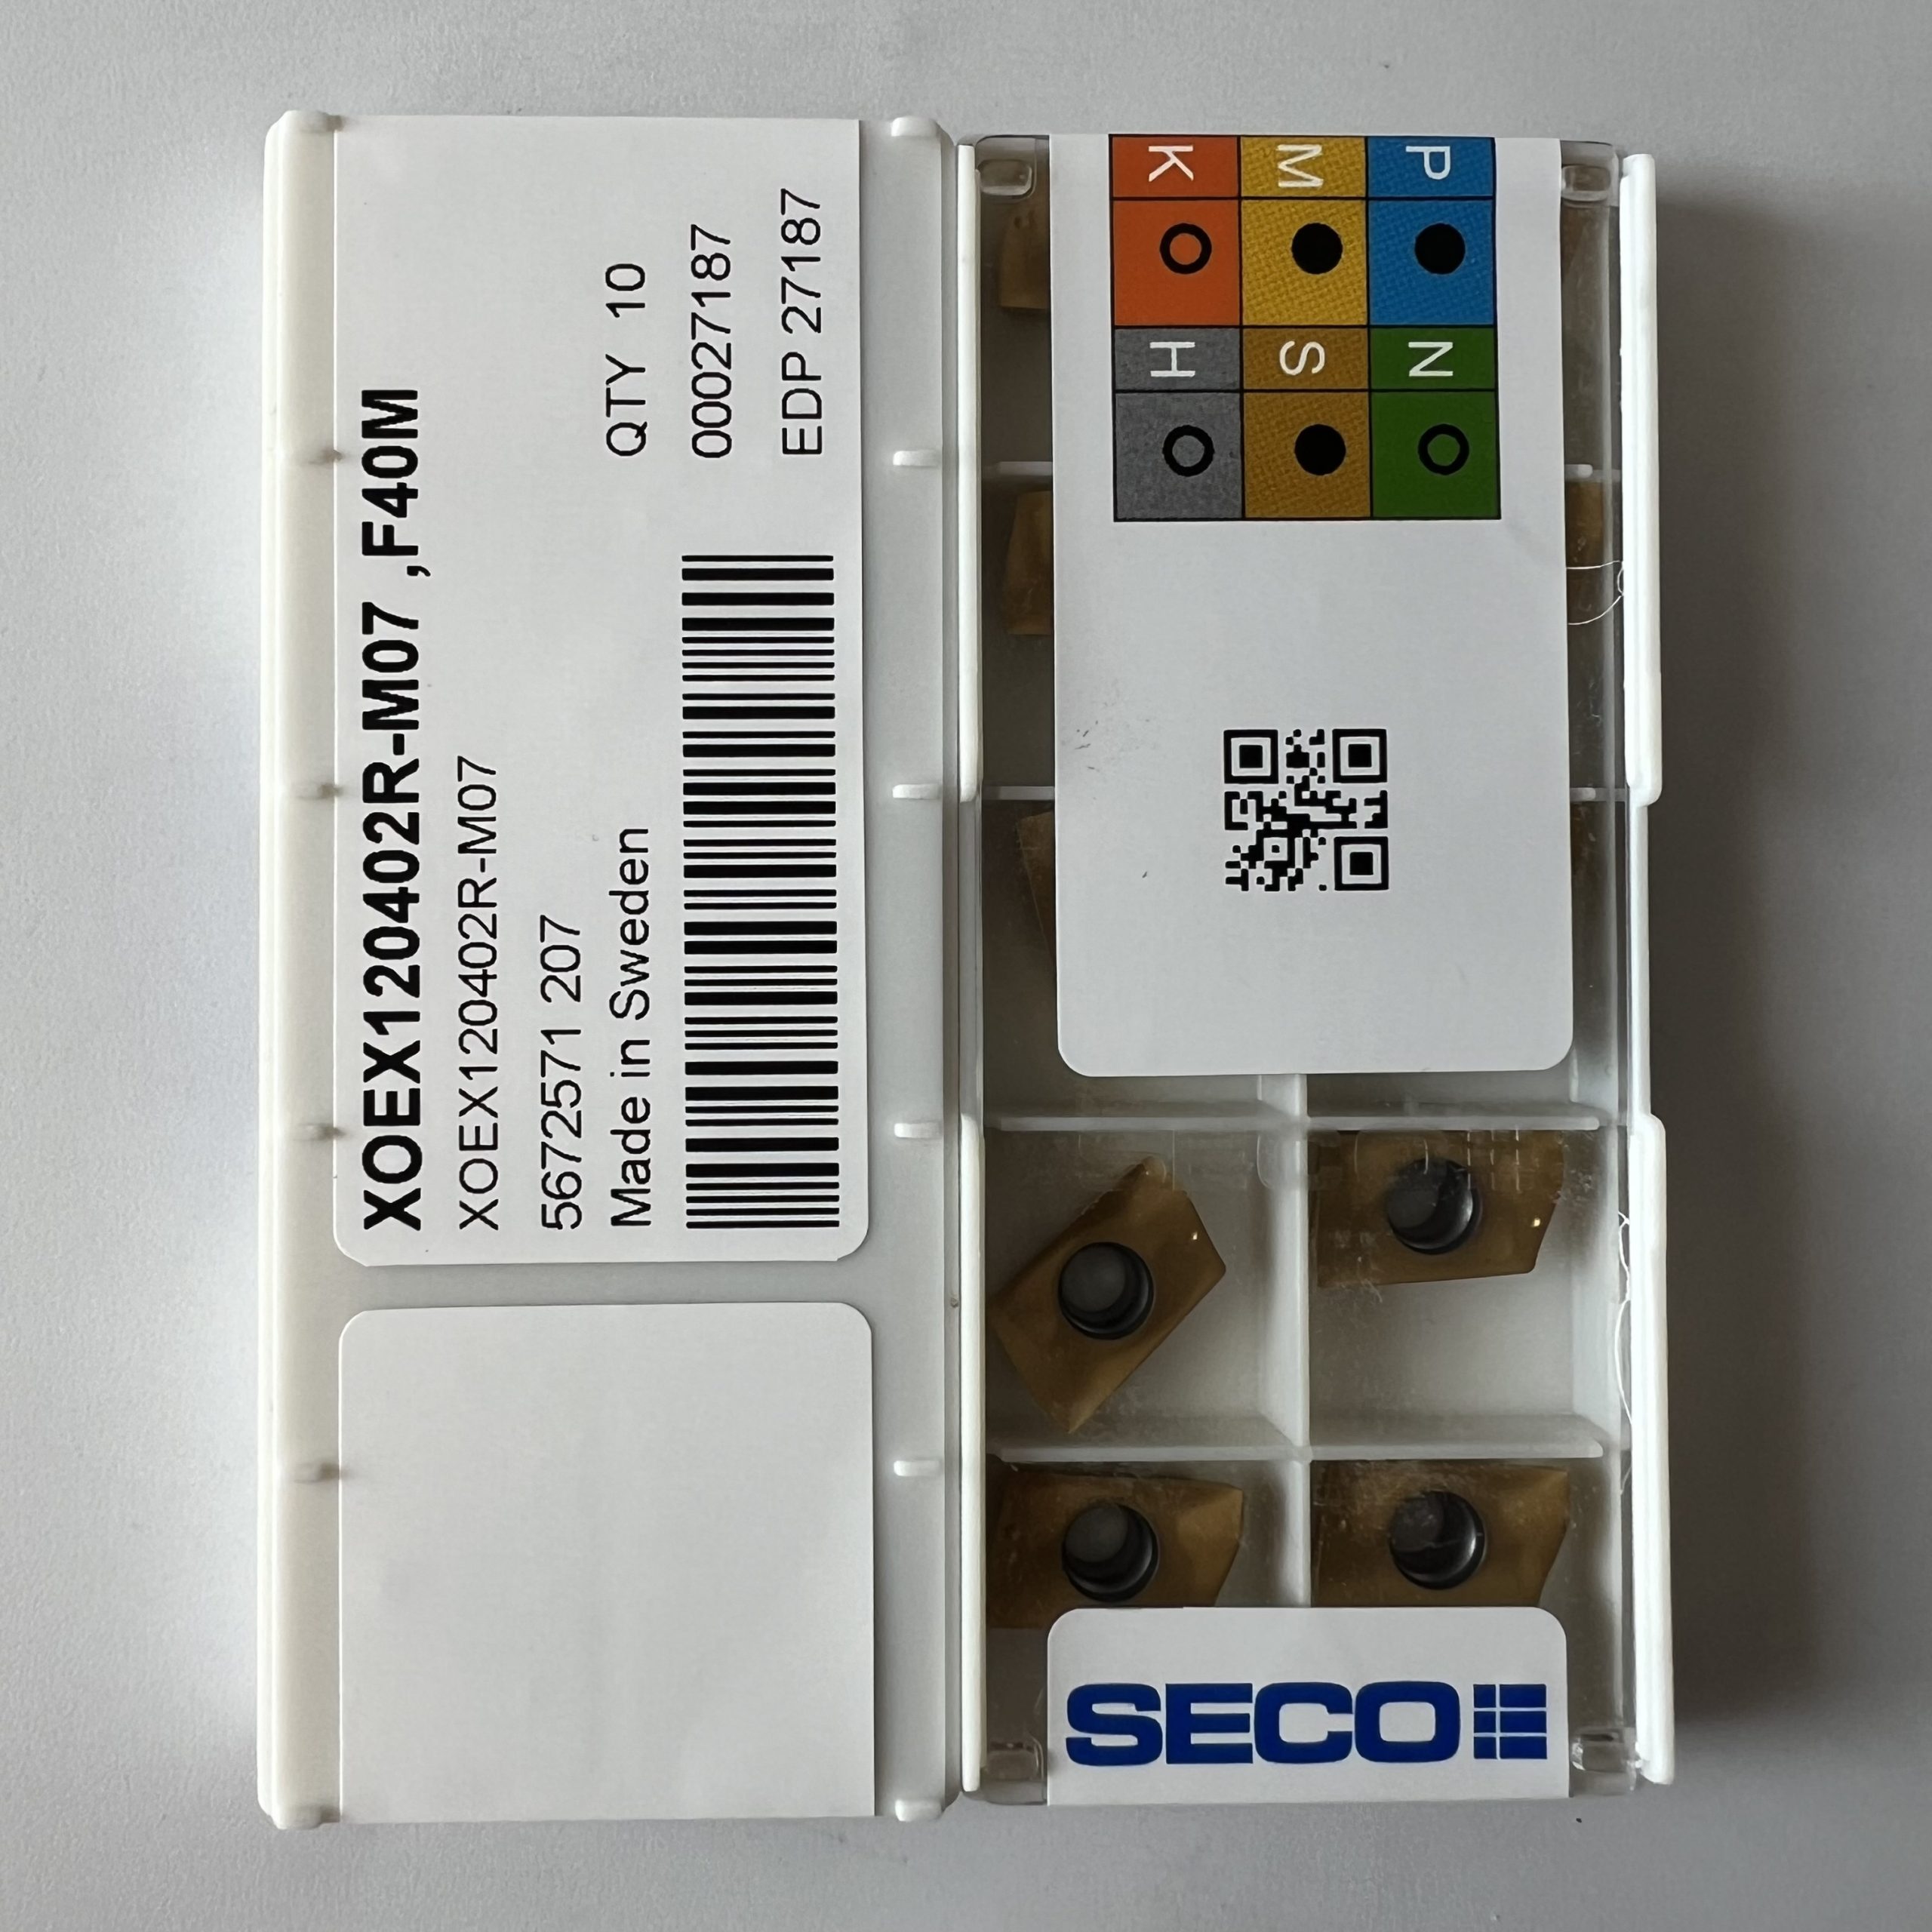 XOEX120402R-M07 ,F40M
XOEX120402R-M07
5672571 207
Made in Sweden
QTY 10
00027187
EDP 27187
P M K
N S H
SECO